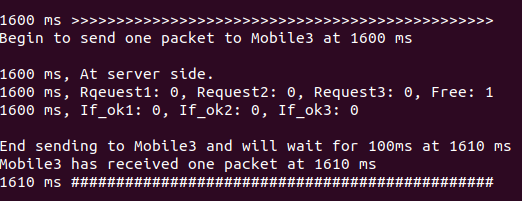 1600 ms >>>>>>>>>>>>>>>>>>>>>>>>>>>>>>>>>>>>>>>>>>>>>>>
Begin to send one packet to Mobile3 at 1600 ms
1600 ms, At server side.
1600 ms, Rqeuest1: 0, Request2: 0, Request3: 0, Free: 1
1600 ms, If_ok1: 0, If_ok2: 0, If_ok3: 0
End sending to Mobile3 and will wait for 100ms at 1610 ms
Mobile3 has received one packet at 1610 ms
1610 ms ###############################################